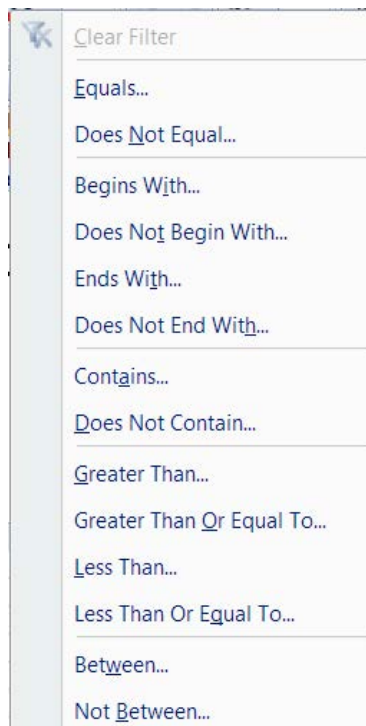 Clear Filter
Equals...
Does Not Equal...
Begins With...
Does Not Begin With...
Ends With...
Does Not End With...
Contains...
Does Not Contain...
Greater Than...
Greater Than Or Equal To...
Less Than...
Less Than Or Equal To...
Between...
Not Between...